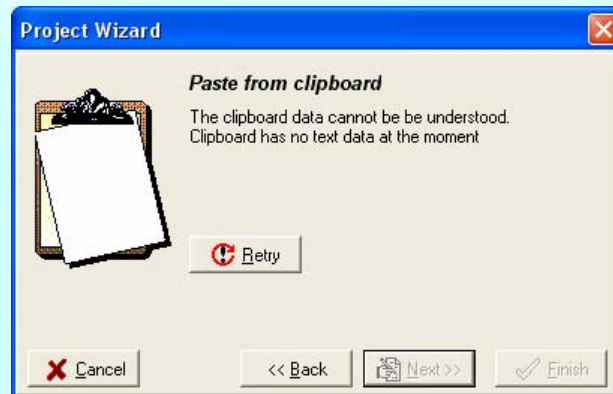 Project Wizard
Paste from clipboard
The clipboard data cannot be be understood.
Clipboard has no text data at the moment
Retry
Cancel
<< Back
Next >>
Finish